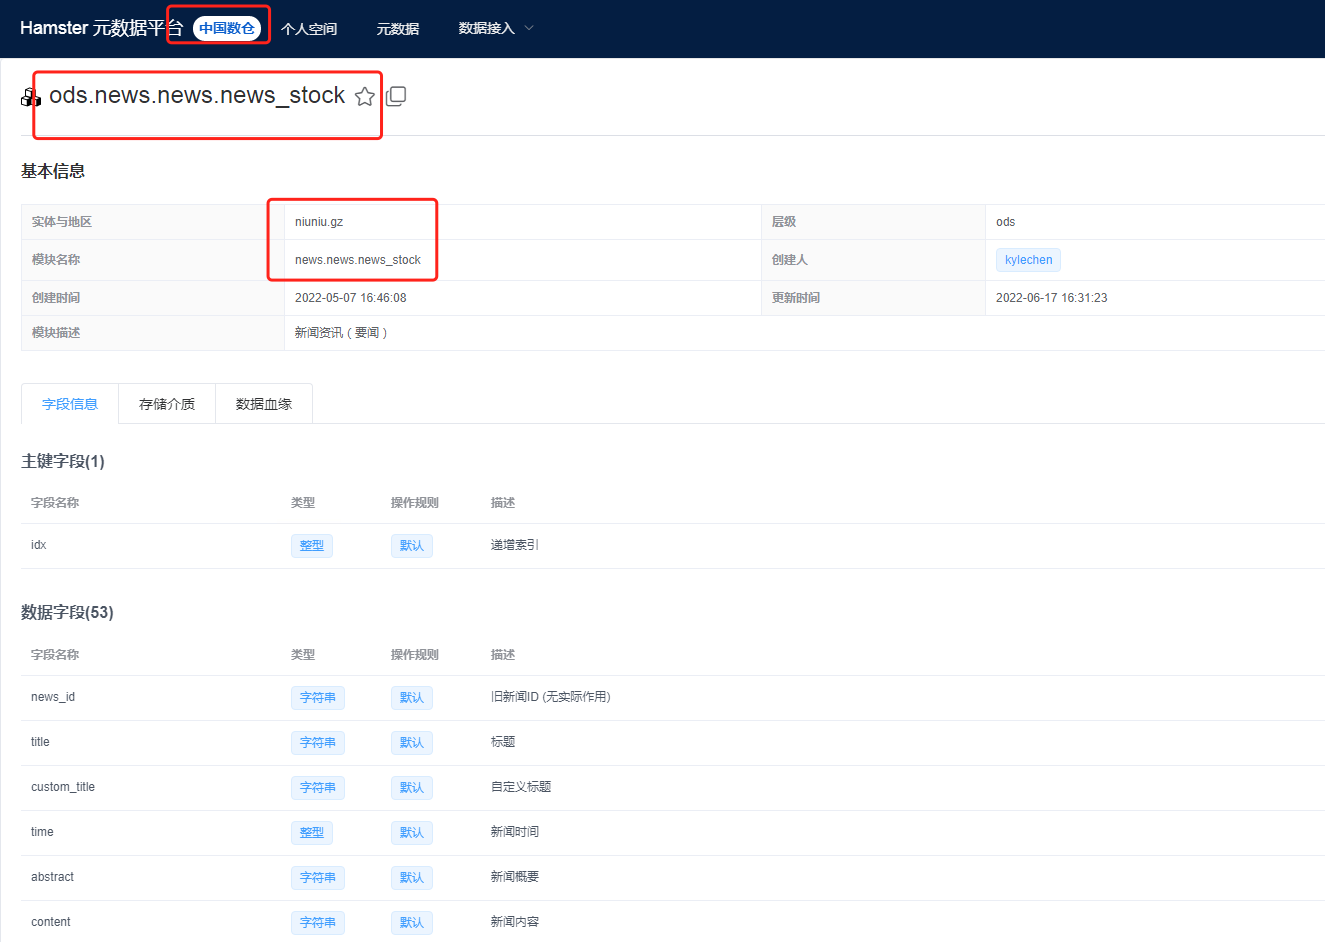 Hamster 元数据平台 中国数仓 个人空间 元数据 数据接入
ods.news.news.news_stock
基本信息
实体与地区 niuniu.gz 层级 ods
模块名称 news.news.news_stock 创建人 kylechen
创建时间 2022-05-07 16:46:08 更新时间 2022-06-17 16:31:23
模块描述 新闻资讯（要闻）
字段信息 存储介质 数据血缘
主键字段(1)
字段名称 类型 操作规则 描述
idx 整型 默认 递增索引
数据字段(53)
字段名称 类型 操作规则 描述
news_id 字符串 默认 旧新闻ID (无实际作用)
title 字符串 默认 标题
custom_title 字符串 默认 自定义标题
time 整型 默认 新闻时间
abstract 字符串 默认 新闻概要
content 字符串 默认 新闻内容